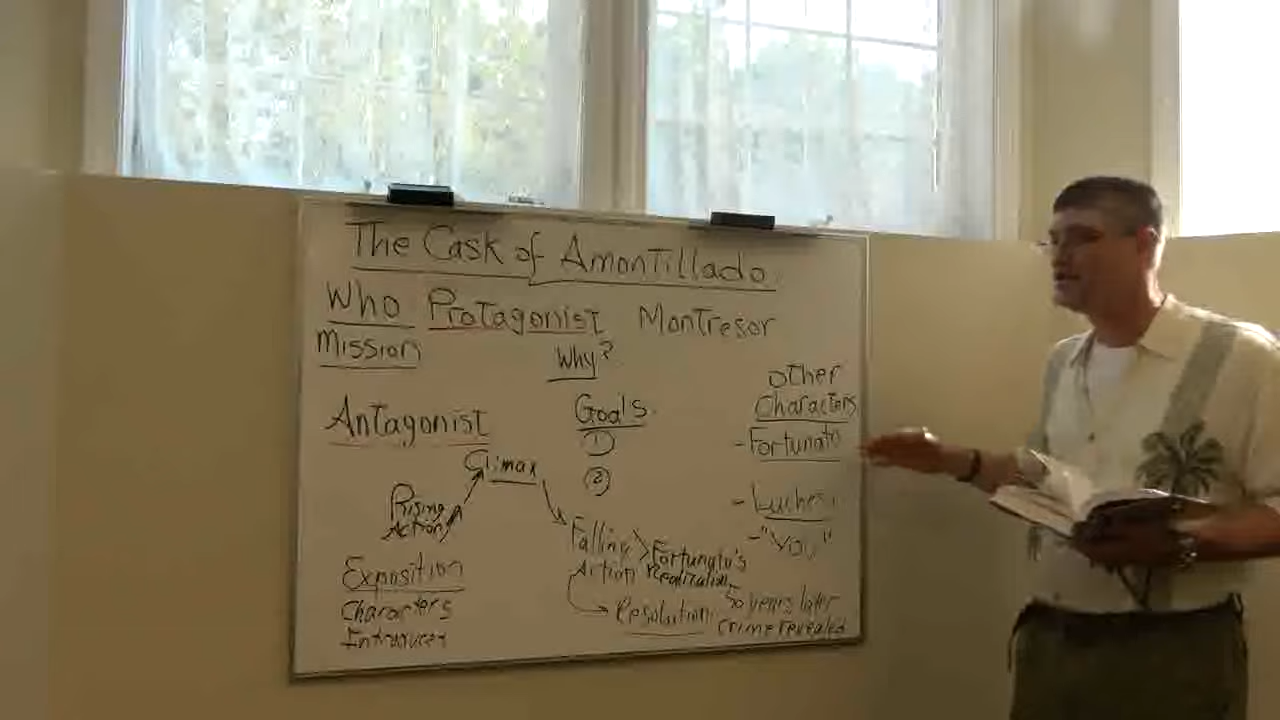 The Cask of Amontillado
Who Protagonist Montresor
Mission Why?
Other
Characters
Antagonist Goals
1
- Fortunato
Climax 2
Rising
Action
- Luchesi
- "YOU"
Falling Fortunato's
Action Realization
Exposition
Characters
Introduced
Resolution 50 years later
crime revealed